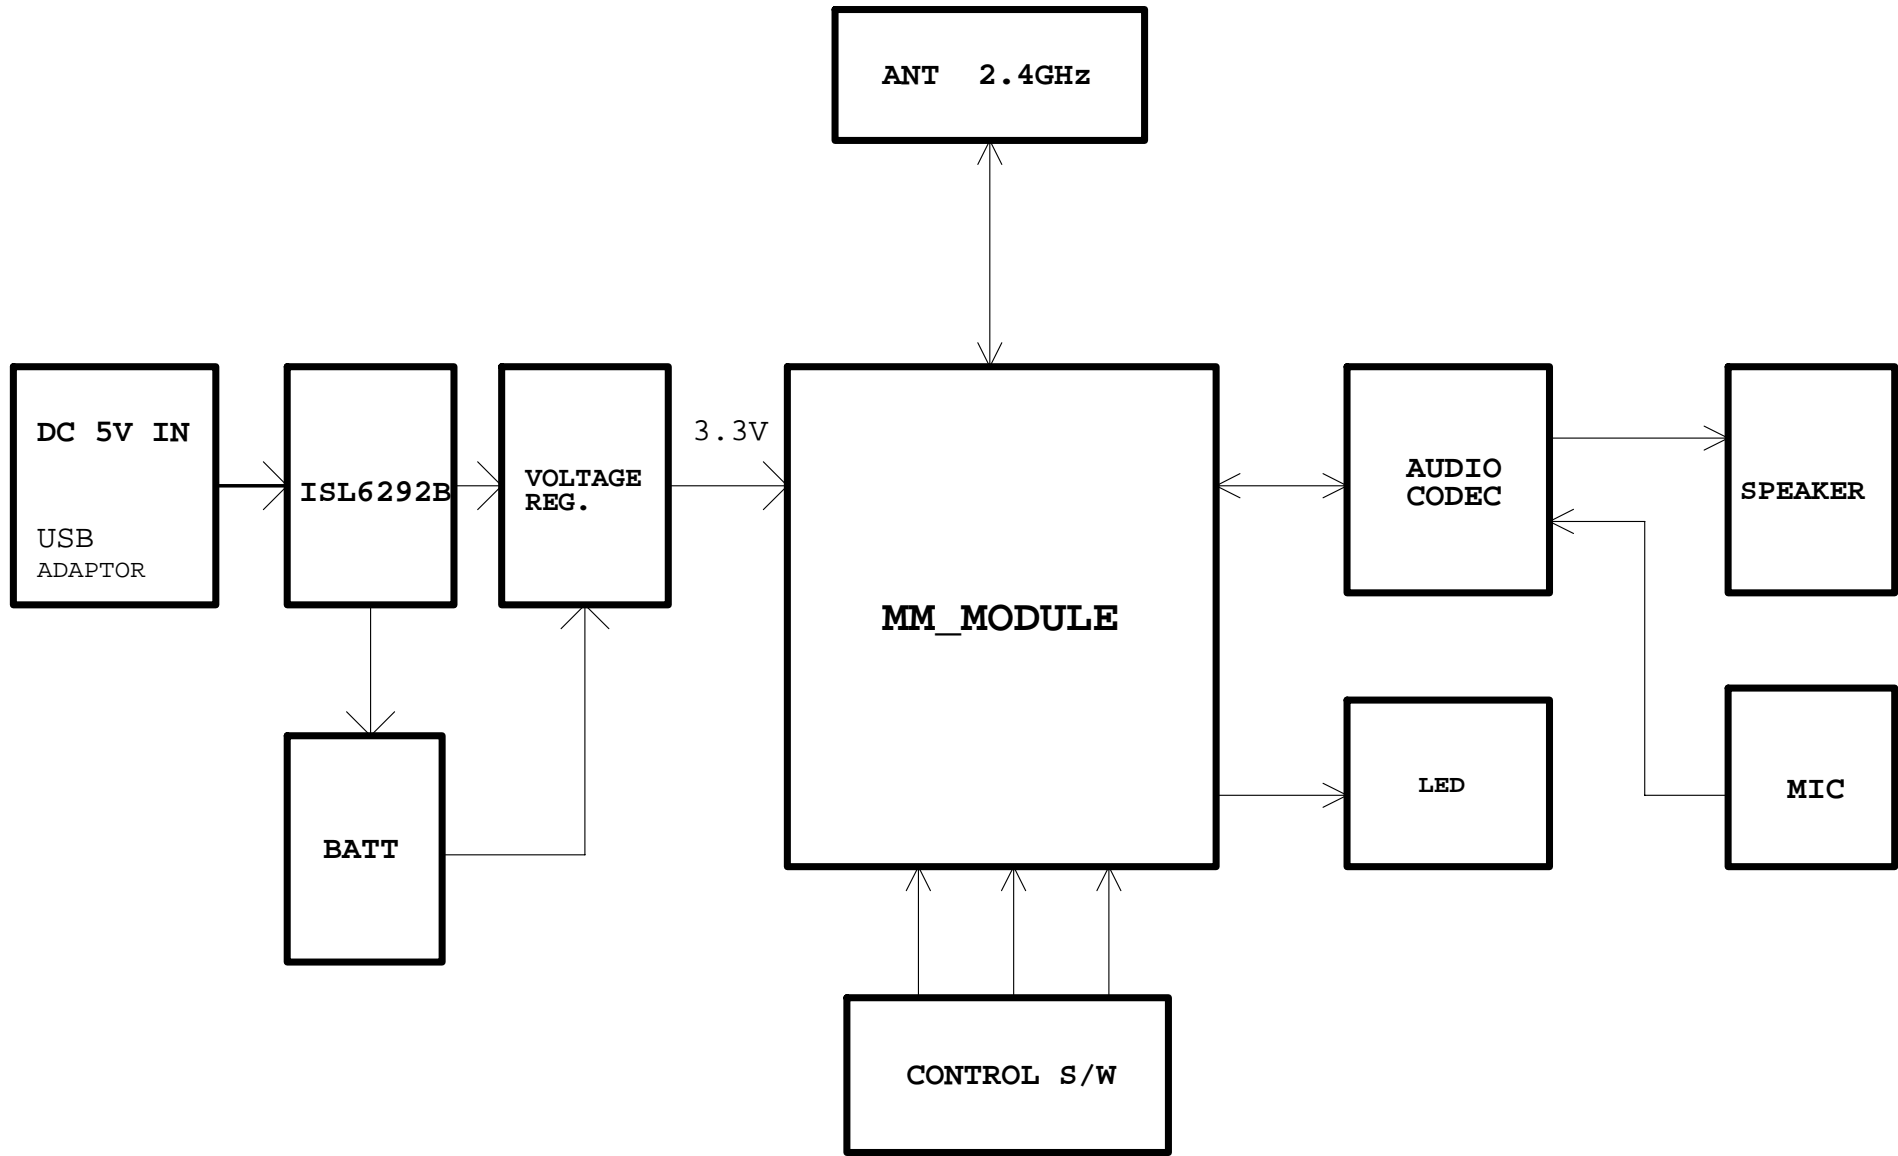 ANT 2.4GHz
DC 5V IN
USB
ADAPTOR
ISL6292B
VOLTAGE
REG.
3.3V
MM_MODULE
AUDIO
CODEC
SPEAKER
BATT
LED
MIC
CONTROL S/W